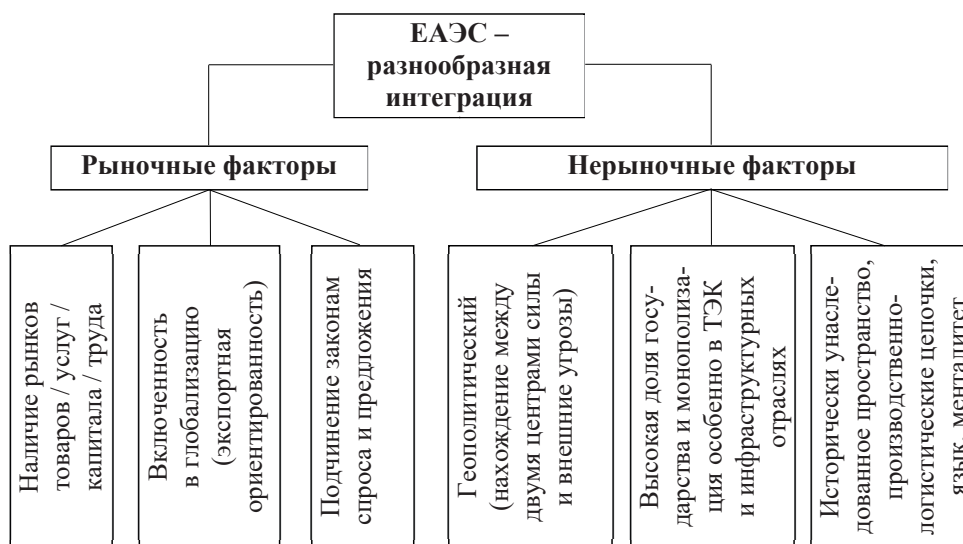 ЕАЭС –
разнообразная
интеграция
Рыночные факторы
Нерыночные факторы
Наличие рынков
товаров / услуг /
капитала / труда
Включенность
в глобализацию
(экспортная
ориентированность)
Подчинение законам
спроса и предложения
Геополитический
(нахождение между
двумя центрами силы
и внешние угрозы)
Высокая доля госу-
дарства и монополиза-
ция особенно в ТЭК
и инфраструктурных
отраслях
Исторически унасле-
дованное пространство,
производственно-
логистические цепочки,
язык, менталитет